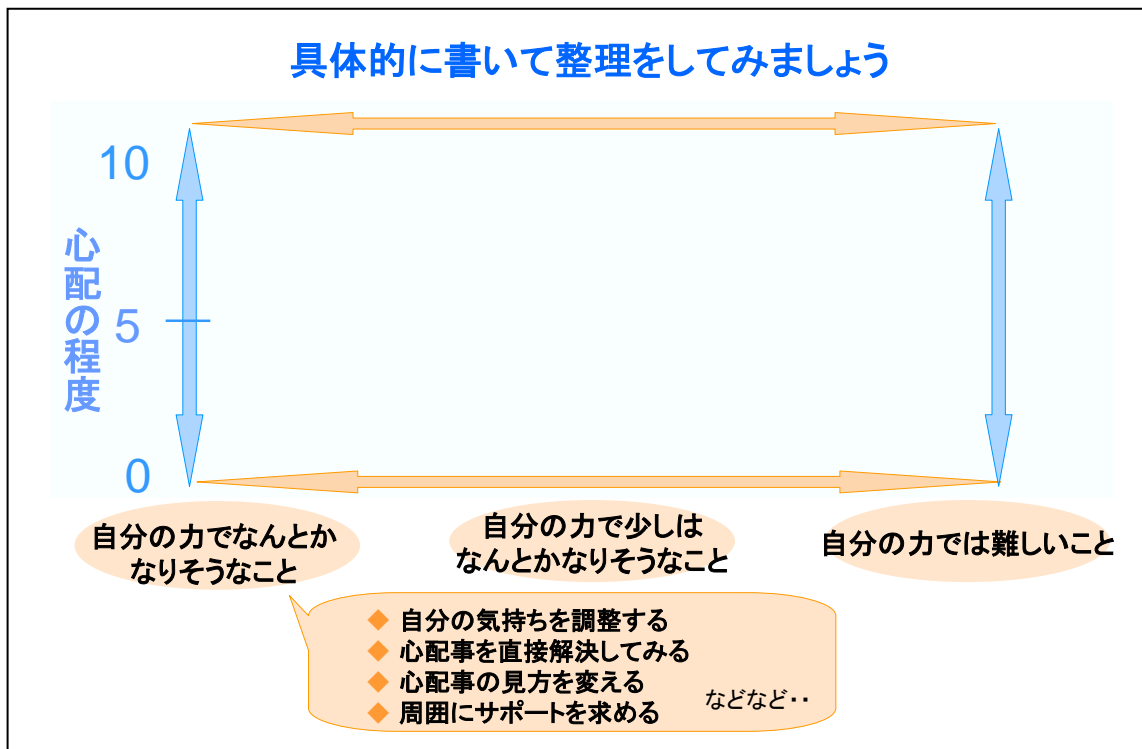 具体的に書いて整理をしてみましょう
10
心配の程度
5
0
自分の力でなんとか
なりそうなこと
自分の力で少しは
なんとかなりそうなこと
自分の力では難しいこと
◆ 自分の気持ちを調整する
◆ 心配事を直接解決してみる
◆ 心配事の見方を変える
◆ 周囲にサポートを求める
などなど・・